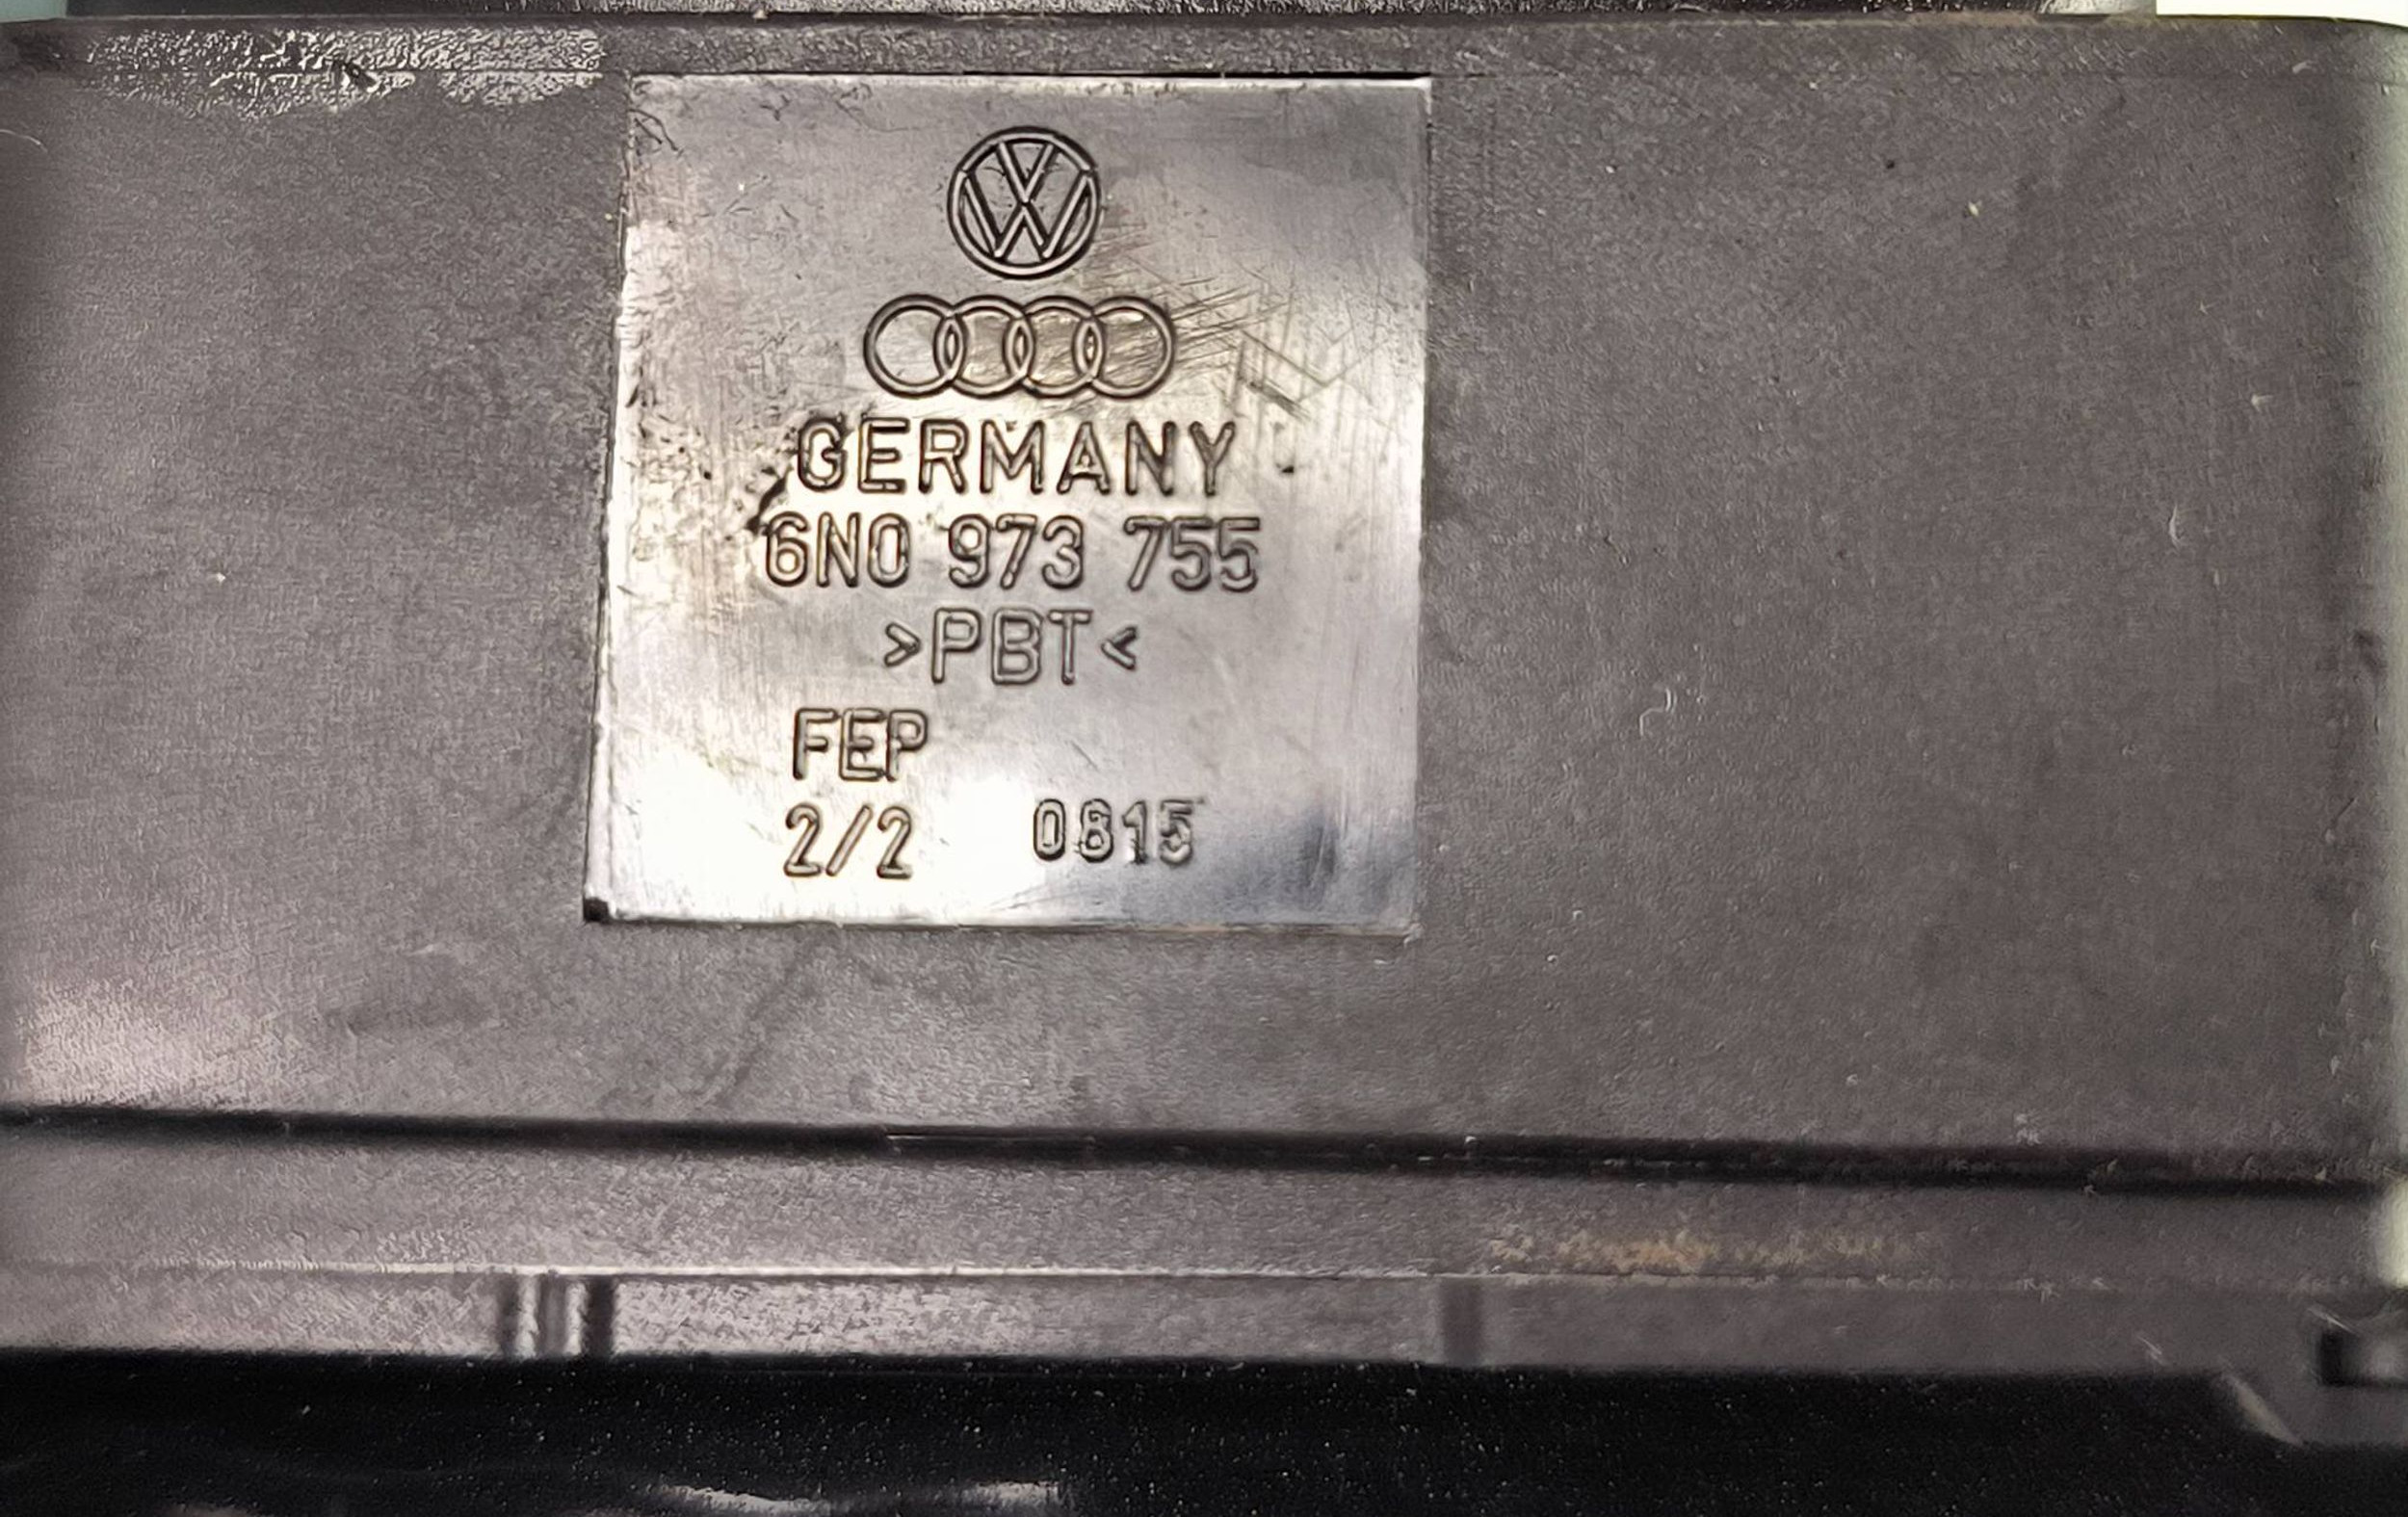 GERMANY
6N0 973 755
>PBT<
FEP
2/2 0815